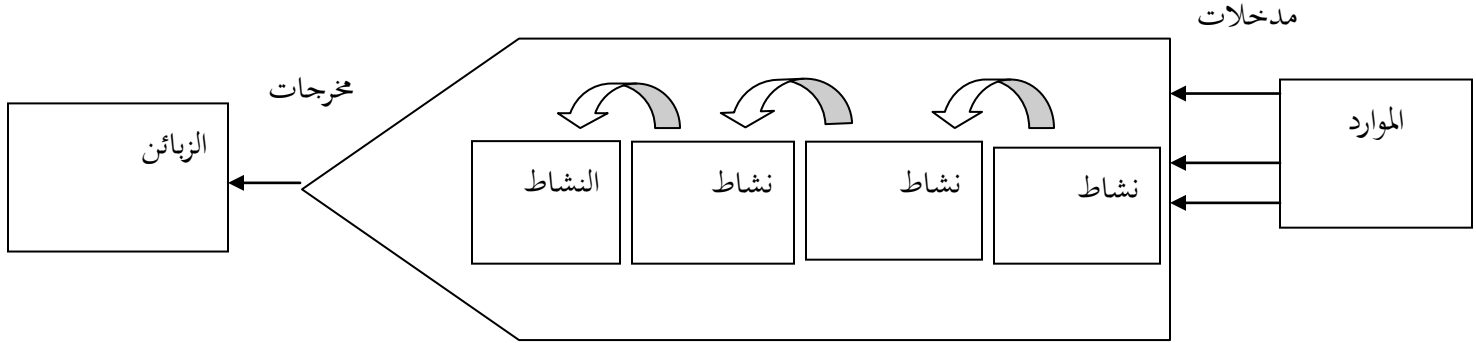 مدخلات
الموارد
نشاط
نشاط
نشاط
النشاط
مخرجات
الزبائن